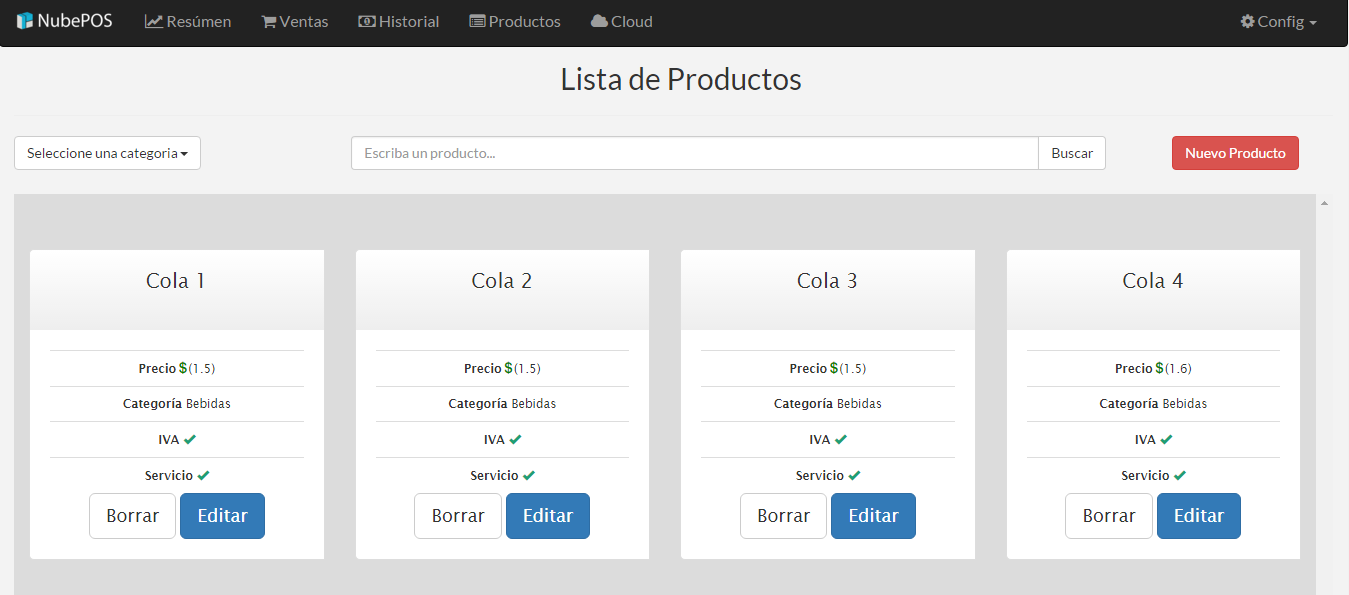 NubePOS Resúmen Ventas Historial Productos Cloud Config
Lista de Productos
Seleccione una categoria Escriba un producto... Buscar Nuevo Producto
Cola 1
Precio $(1.5)
Categoría Bebidas
IVA
Servicio
Borrar Editar
Cola 2
Precio $(1.5)
Categoría Bebidas
IVA
Servicio
Borrar Editar
Cola 3
Precio $(1.5)
Categoría Bebidas
IVA
Servicio
Borrar Editar
Cola 4
Precio $(1.6)
Categoría Bebidas
IVA
Servicio
Borrar Editar